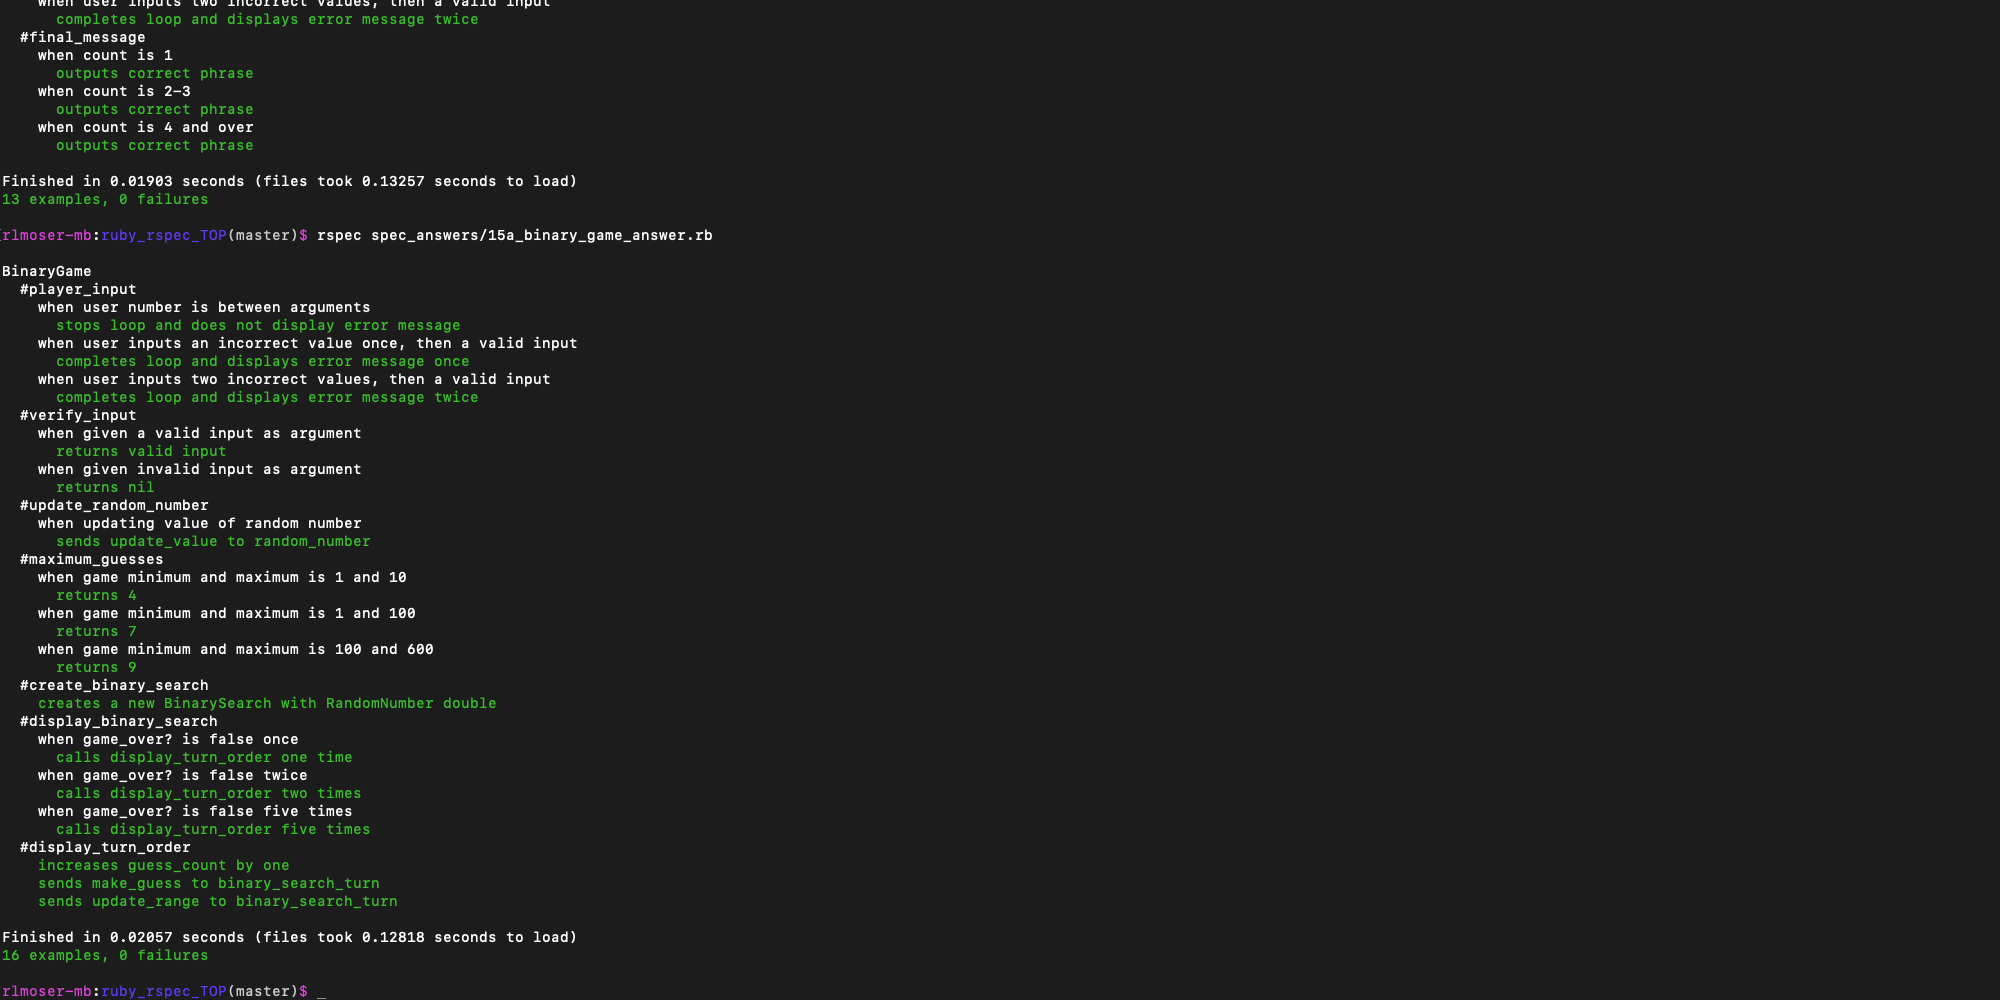 when user inputs two incorrect values, then a valid input
completes loop and displays error message twice
#final_message
when count is 1
outputs correct phrase
when count is 2-3
outputs correct phrase
when count is 4 and over
outputs correct phrase
Finished in 0.01903 seconds (files took 0.13257 seconds to load)
13 examples, 0 failures
[rlmoser-mb:ruby_rspec_TOP(master)$ rspec spec_answers/15a_binary_game_answer.rb
BinaryGame
#player_input
when user number is between arguments
stops loop and does not display error message
when user inputs an incorrect value once, then a valid input
completes loop and displays error message once
when user inputs two incorrect values, then a valid input
completes loop and displays error message twice
#verify_input
when given a valid input as argument
returns valid input
when given invalid input as argument
returns nil
#update_random_number
when updating value of random number
sends update_value to random_number
#maximum_guesses
when game minimum and maximum is 1 and 10
returns 4
when game minimum and maximum is 1 and 100
returns 7
when game minimum and maximum is 100 and 600
returns 9
#create_binary_search
creates a new BinarySearch with RandomNumber double
#display_binary_search
when game_over? is false once
calls display_turn_order one time
when game_over? is false twice
calls display_turn_order two times
when game_over? is false five times
calls display_turn_order five times
#display_turn_order
increases guess_count by one
sends make_guess to binary_search_turn
sends update_range to binary_search_turn
Finished in 0.02057 seconds (files took 0.12818 seconds to load)
16 examples, 0 failures
rlmoser-mb:ruby_rspec_TOP(master)$ _